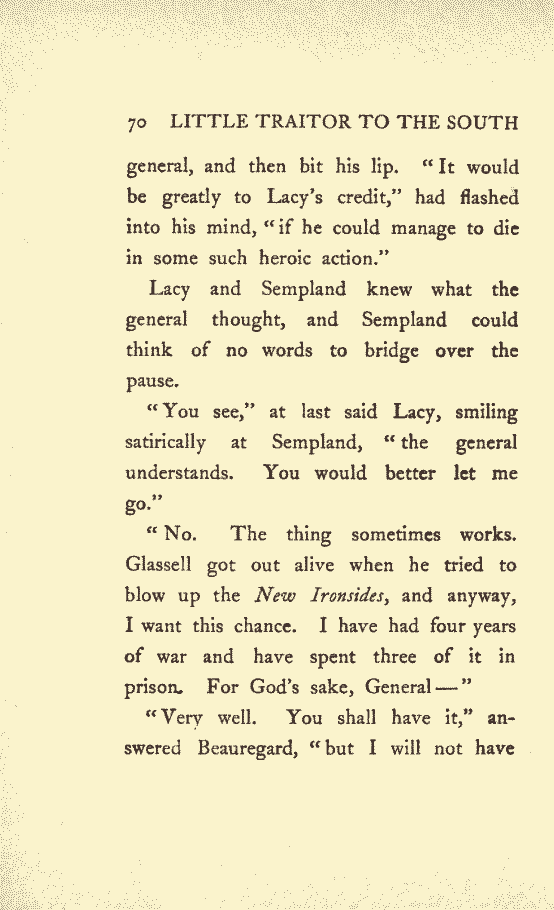 70 LITTLE TRAITOR TO THE SOUTH
general, and then bit his lip. “It would
be greatly to Lacy’s credit,” had flashed
into his mind, “if he could manage to die
in some such heroic action.”
Lacy and Sempland knew what the
general thought, and Sempland could
think of no words to bridge over the
pause.
“You see,” at last said Lacy, smiling
satirically at Sempland, “the general
understands. You would better let me
go.”
“No. The thing sometimes works.
Glassell got out alive when he tried to
blow up the New Ironsides, and anyway,
I want this chance. I have had four years
of war and have spent three of it in
prison. For God’s sake, General—”
“Very well. You shall have it,” an-
swered Beauregard, “but I will not have